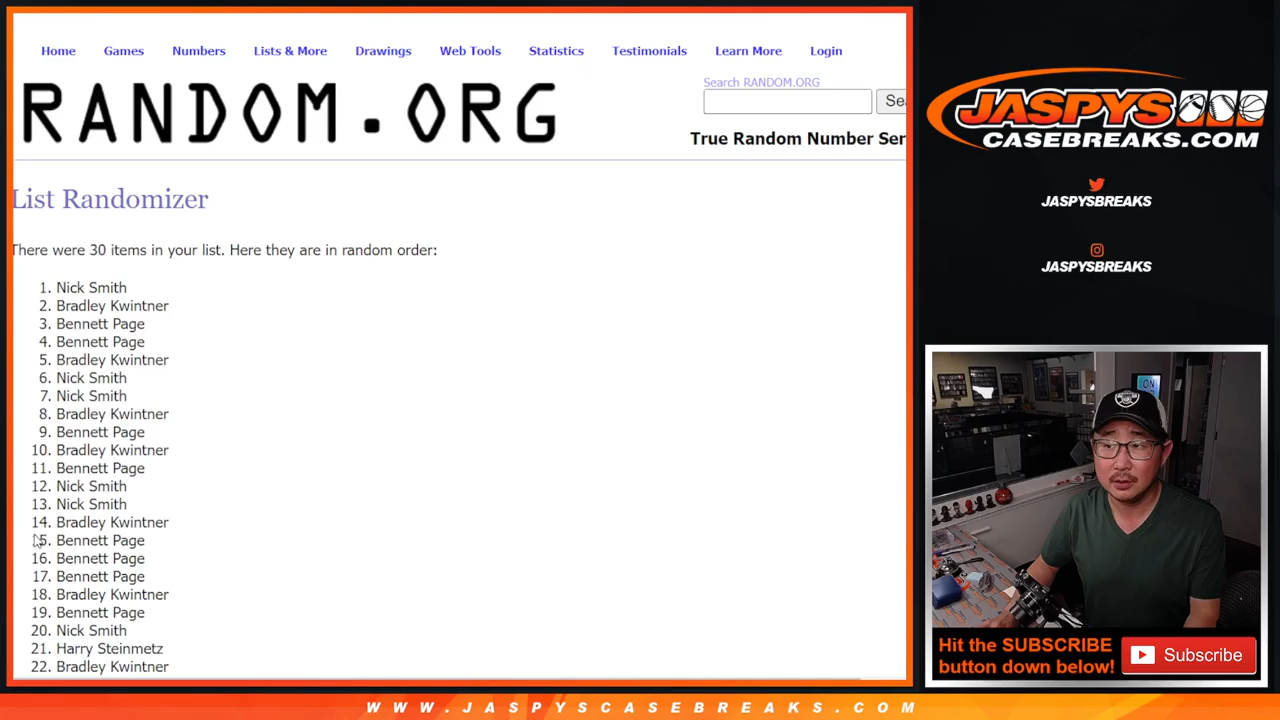 Home Games Numbers Lists & More Drawings Web Tools Statistics Testimonials Learn More Login
RANDOM.ORG
Search RANDOM.ORG
True Random Number Ser
List Randomizer
There were 30 items in your list. Here they are in random order:
1. Nick Smith
2. Bradley Kwintner
3. Bennett Page
4. Bennett Page
5. Bradley Kwintner
6. Nick Smith
7. Nick Smith
8. Bradley Kwintner
9. Bennett Page
10. Bradley Kwintner
11. Bennett Page
12. Nick Smith
13. Nick Smith
14. Bradley Kwintner
15. Bennett Page
16. Bennett Page
17. Bennett Page
18. Bradley Kwintner
19. Bennett Page
20. Nick Smith
21. Harry Steinmetz
22. Bradley Kwintner
JASPYS
CASEBREAKS.COM
JASPYSBREAKS
JASPYSBREAKS
ON
Hit the SUBSCRIBE
button down below!
Subscribe
WWW.JASPYSCASEBREAKS.COM